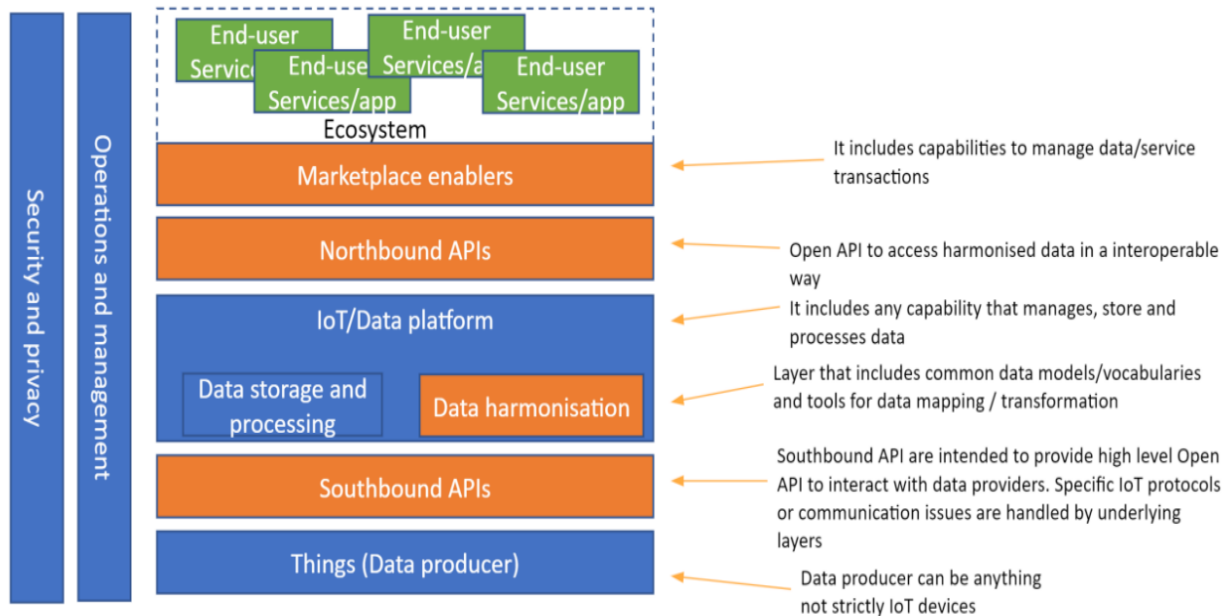 Security and privacy
Operations and management
End-user
Servic
End-use
Services/app
End-user
Services/a
End-user
Services/app
Ecosystem
Marketplace enablers
Northbound APIs
IoT/Data platform
Data storage and
processing
Data harmonisation
Southbound APIs
Things (Data producer)
It includes capabilities to manage data/service
transactions
Open API to access harmonised data in a interoperable
way
It includes any capability that manages, store and
processes data
Layer that includes common data models/vocabularies
and tools for data mapping / transformation
Southbound API are intended to provide high level Open
API to interact with data providers. Specific IoT protocols
or communication issues are handled by underlying
layers
Data producer can be anything
not strictly IoT devices